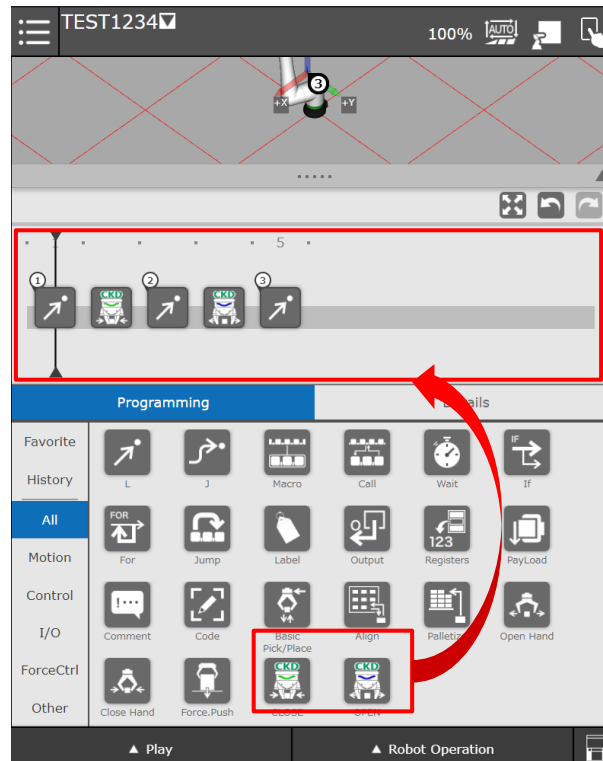 TEST1234
100%
AUTO
3
+X
+Y
5
1
2
3
CKD
CKD
Programming
Favorite
History
All
Motion
Control
I/O
ForceCtrl
Other
L
J
Macro
Call
Wait
IF
If
FOR
For
Jump
Label
Output
123
Registers
PayLoad
Comment
Code
Basic
Pick/Place
Align
Open Hand
Close Hand
Force.Push
CKD
CLOSE
CKD
OPEN
▲ Play
▲ Robot Operation